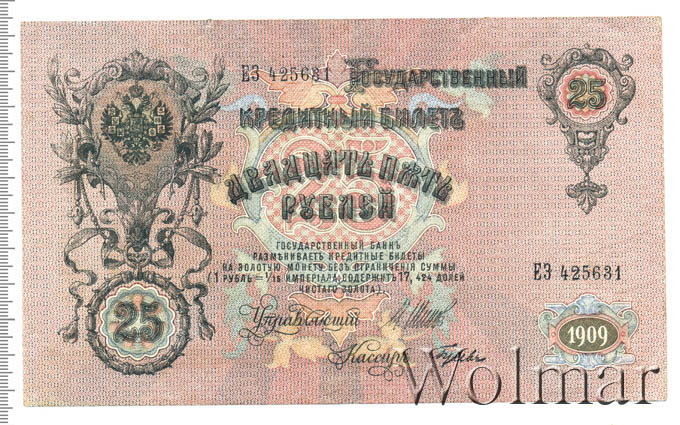 ЕЗ 425631 ГОСУДАРСТВЕННЫЙ
КРЕДИТНЫЙ БИЛЕТЪ
ДВАДЦАТЬ ПЯТЬ
РУБЛЕЙ
25
25
ГОСУДАРСТВЕННЫЙ БАНКЪ
РАЗМѢНИВАЕТЪ КРЕДИТНЫЕ БИЛЕТЫ
НА ЗОЛОТУЮ МОНЕТУ БЕЗЪ ОГРАНИЧЕНІЯ СУММЫ
(1 РУБЛЬ = 1/15 ИМПЕРІАЛА, СОДЕРЖИТЪ 17,424 ДОЛЕЙ
ЧИСТАГО ЗОЛОТА)
ЕЗ 425631
25
Управляющій
Кассиръ
1909
Wolmar